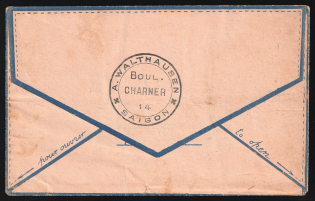 A. WALTHAUSEN
BOUL.
CHARNER
14
SAIGON
pour ouvrir
to open